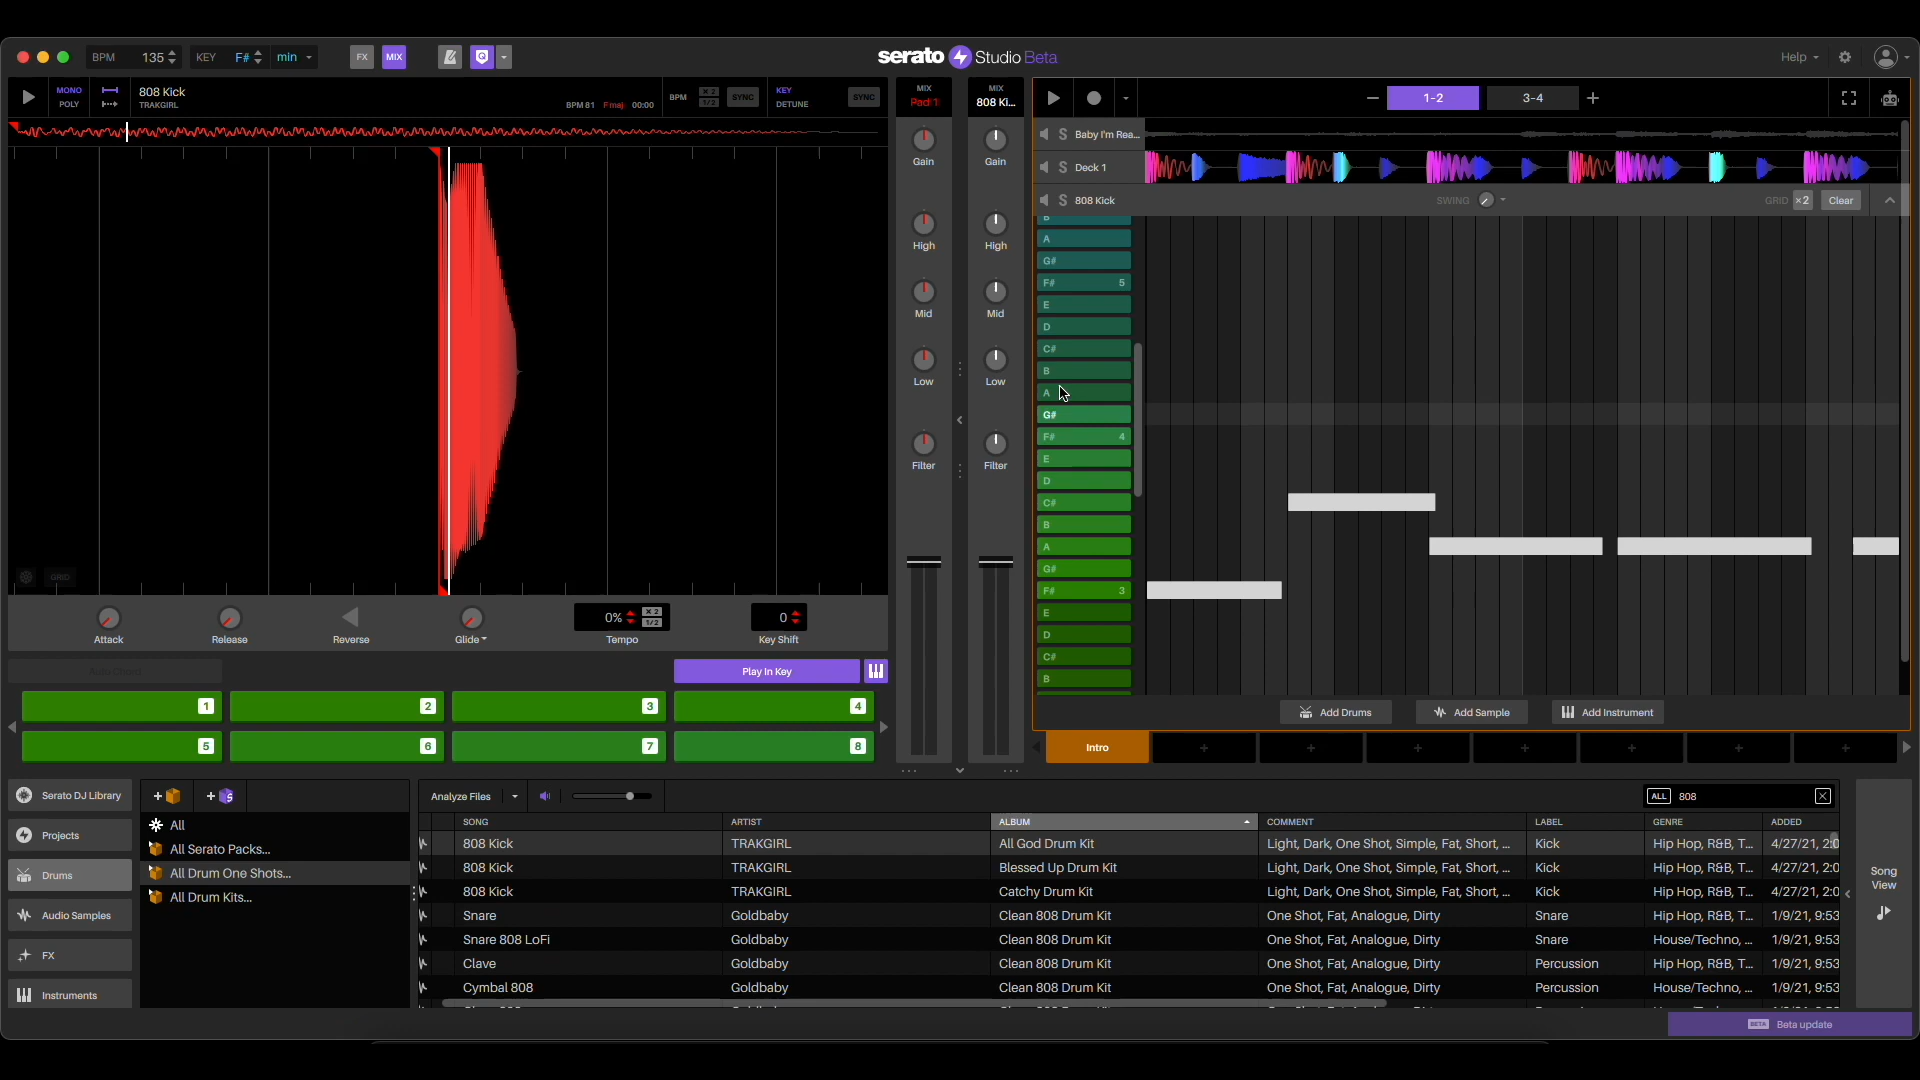 BPM 135 KEY F# min FX MIX serato Studio Beta Help
MONO
POLY
808 Kick
TRAKGIRL
BPM 81 F maj 00:00
BPM x 2 1/2 SYNC
KEY
DETUNE
SYNC
MIX
Pad 1
MIX
808 Ki...
1-2 3-4
S Baby I'm Rea...
S Deck 1
S 808 Kick SWING GRID x2 Clear
Gain Gain
High High
Mid Mid
Low Low
Filter Filter
B
A
G#
F# 5
E
D
C#
B
A
G#
F# 4
E
D
C#
B
A
G#
F# 3
E
D
C#
B
GRID
0% x 2 1/2 0
Attack Release Reverse Glide Tempo Key Shift
Play In Key
1 2 3 4
5 6 7 8
Add Drums Add Sample Add Instrument
Intro + + + + + + +
Serato DJ Library
Projects
Drums
Audio Samples
FX
Instruments
+ + S
All
All Serato Packs...
All Drum One Shots...
All Drum Kits...
Analyze Files ALL 808
SONG ARTIST ALBUM COMMENT LABEL GENRE ADDED
808 Kick TRAKGIRL All God Drum Kit Light, Dark, One Shot, Simple, Fat, Short, ... Kick Hip Hop, R&B, T... 4/27/21, 2:0
808 Kick TRAKGIRL Blessed Up Drum Kit Light, Dark, One Shot, Simple, Fat, Short, ... Kick Hip Hop, R&B, T... 4/27/21, 2:0
808 Kick TRAKGIRL Catchy Drum Kit Light, Dark, One Shot, Simple, Fat, Short, ... Kick Hip Hop, R&B, T... 4/27/21, 2:0
Snare Goldbaby Clean 808 Drum Kit One Shot, Fat, Analogue, Dirty Snare Hip Hop, R&B, T... 1/9/21, 9:53
Snare 808 LoFi Goldbaby Clean 808 Drum Kit One Shot, Fat, Analogue, Dirty Snare House/Techno, ... 1/9/21, 9:53
Clave Goldbaby Clean 808 Drum Kit One Shot, Fat, Analogue, Dirty Percussion Hip Hop, R&B, T... 1/9/21, 9:53
Cymbal 808 Goldbaby Clean 808 Drum Kit One Shot, Fat, Analogue, Dirty Percussion House/Techno, ... 1/9/21, 9:53
Song
View
BETA Beta update